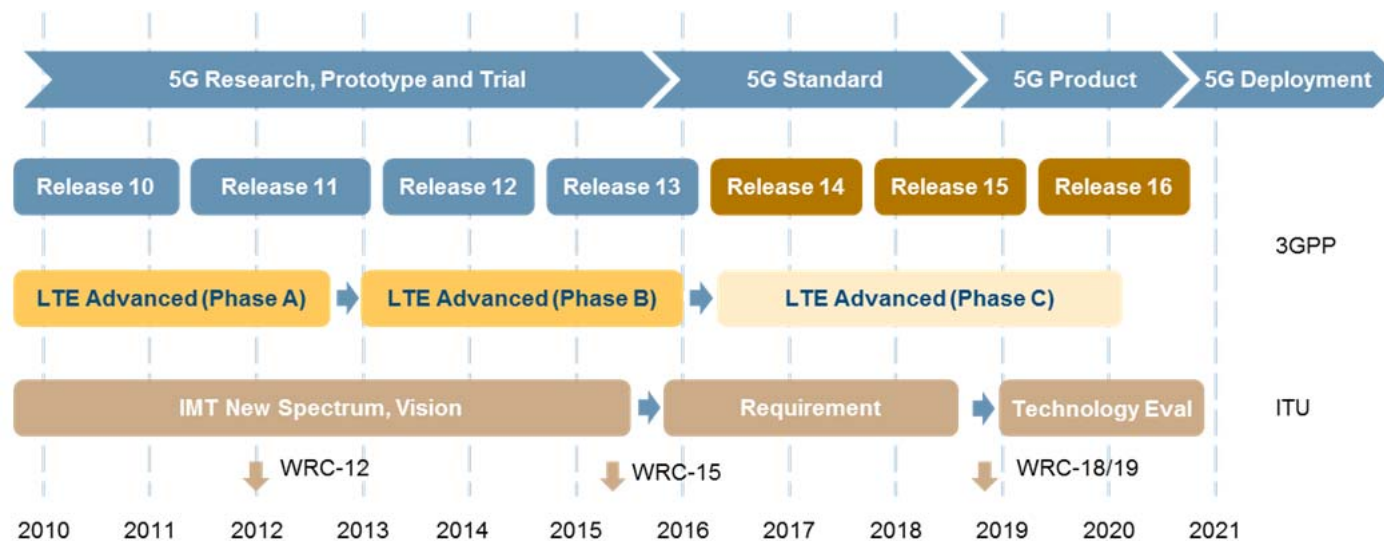 5G Research, Prototype and Trial
5G Standard
5G Product
5G Deployment
Release 10
Release 11
Release 12
Release 13
Release 14
Release 15
Release 16
3GPP
LTE Advanced (Phase A)
LTE Advanced (Phase B)
LTE Advanced (Phase C)
IMT New Spectrum, Vision
Requirement
Technology Eval
ITU
WRC-12
WRC-15
WRC-18/19
2010
2011
2012
2013
2014
2015
2016
2017
2018
2019
2020
2021